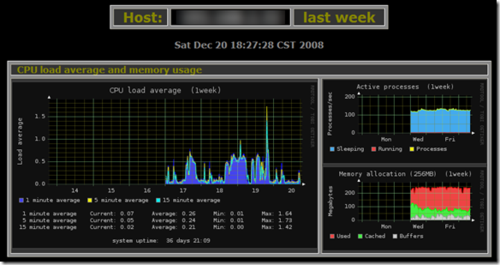 Host: last week
Sat Dec 20 18:27:28 CST 2008
CPU load average and memory usage
CPU load average (1week)
Load average
1.5
1.0
0.5
0.0
14 15 16 17 18 19 20
1 minute average 5 minute average 15 minute average
1 minute average Current: 0.07 Average: 0.26 Min: 0.01 Max: 1.64
5 minute average Current: 0.05 Average: 0.24 Min: 0.01 Max: 1.73
15 minute average Current: 0.02 Average: 0.21 Min: 0.00 Max: 1.42
system uptime: 36 days 21:09
Active processes (1week)
Processes/sec
200
100
0
Mon Wed Fri
Sleeping Running Processes
Memory allocation (256MB) (1week)
Megabytes
200
100
0
Mon Wed Fri
Used Cached Buffers